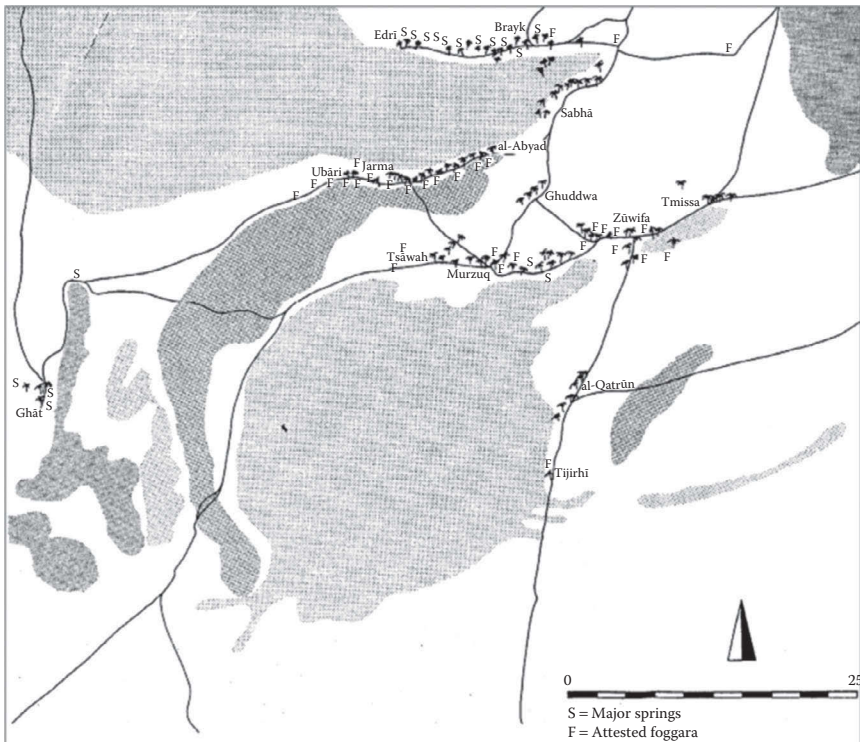 Edrī
S S S S S
S S S S S
Brayk
S
S
F
F
F
Sabhā
al-Abyad
Ubāri
F
Jarma
F F F F F F F F F F F F
Ghuddwa
Tmissa
Zūwifa
F F F F F
F F F
F
Tsāwah
F
Murzuq
F F F
S
S
S
S S
S
Ghāt
al-Qatrūn
F
Tijirhī
0 25
S = Major springs
F = Attested foggara